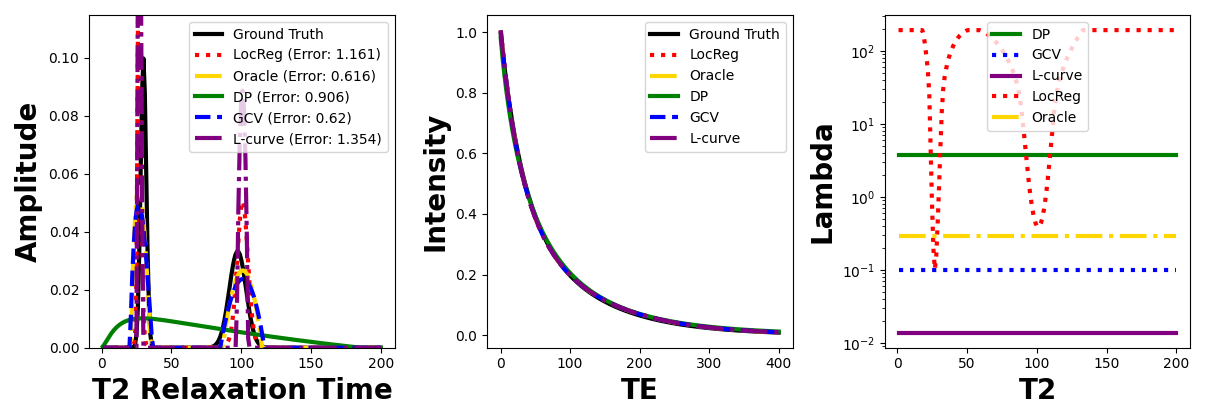 Amplitude
0.10
0.08
0.06
0.04
0.02
0.00
Ground Truth
LocReg (Error: 1.161)
Oracle (Error: 0.616)
DP (Error: 0.906)
GCV (Error: 0.62)
L-curve (Error: 1.354)
0 50 100 150 200
T2 Relaxation Time
Intensity
1.0
0.8
0.6
0.4
0.2
0.0
Ground Truth
LocReg
Oracle
DP
GCV
L-curve
0 100 200 300 400
TE
Lambda
10²
10¹
10⁰
10⁻¹
10⁻²
DP
GCV
L-curve
LocReg
Oracle
0 50 100 150 200
T2